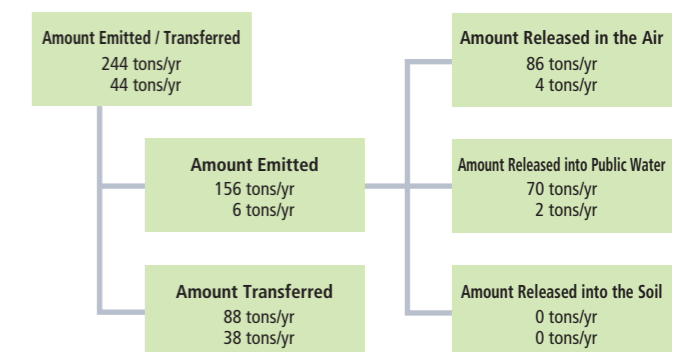 Amount Emitted / Transferred
244 tons/yr
44 tons/yr
Amount Emitted
156 tons/yr
6 tons/yr
Amount Transferred
88 tons/yr
38 tons/yr
Amount Released in the Air
86 tons/yr
4 tons/yr
Amount Released into Public Water
70 tons/yr
2 tons/yr
Amount Released into the Soil
0 tons/yr
0 tons/yr